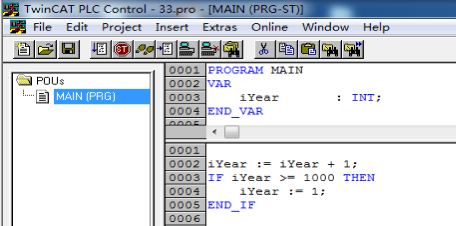 TwinCAT PLC Control - 33.pro - [MAIN (PRG-ST)]
File Edit Project Insert Extras Online Window Help
POUs
MAIN (PRG)
0001 PROGRAM MAIN
0002 VAR
0003 iYear : INT;
0004 END_VAR
0005
0001
0002 iYear := iYear + 1;
0003 IF iYear >= 1000 THEN
0004 iYear := 1;
0005 END_IF
0006